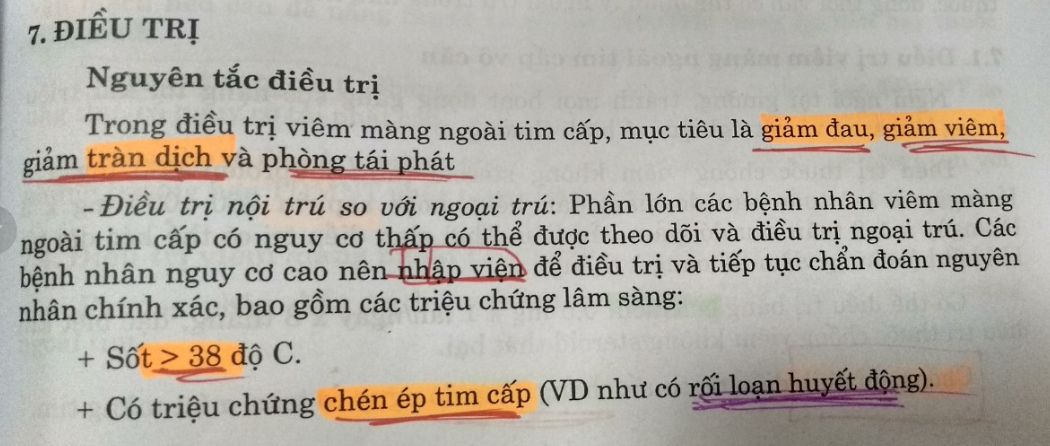 7. ĐIỀU TRỊ
Nguyên tắc điều trị
Trong điều trị viêm màng ngoài tim cấp, mục tiêu là giảm đau, giảm viêm,
giảm tràn dịch và phòng tái phát
- Điều trị nội trú so với ngoại trú: Phần lớn các bệnh nhân viêm màng
ngoài tim cấp có nguy cơ thấp có thể được theo dõi và điều trị ngoại trú. Các
bệnh nhân nguy cơ cao nên nhập viện để điều trị và tiếp tục chẩn đoán nguyên
nhân chính xác, bao gồm các triệu chứng lâm sàng:
+ Sốt > 38 độ C.
+ Có triệu chứng chén ép tim cấp (VD như có rối loạn huyết động).